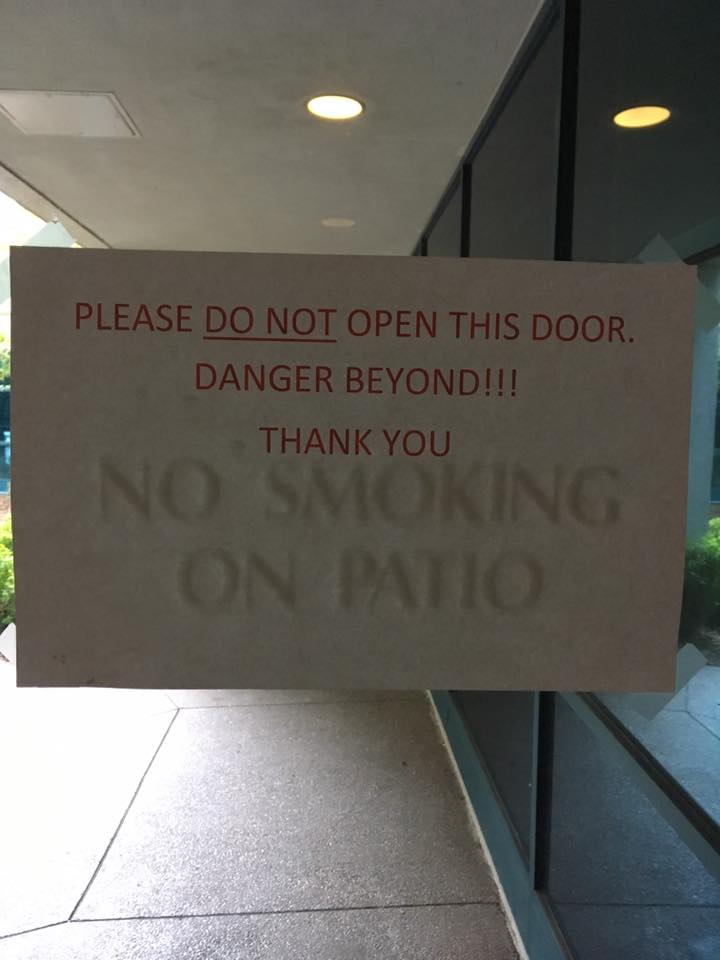 PLEASE DO NOT OPEN THIS DOOR.
DANGER BEYOND!!!
THANK YOU
NO SMOKING
ON PATIO